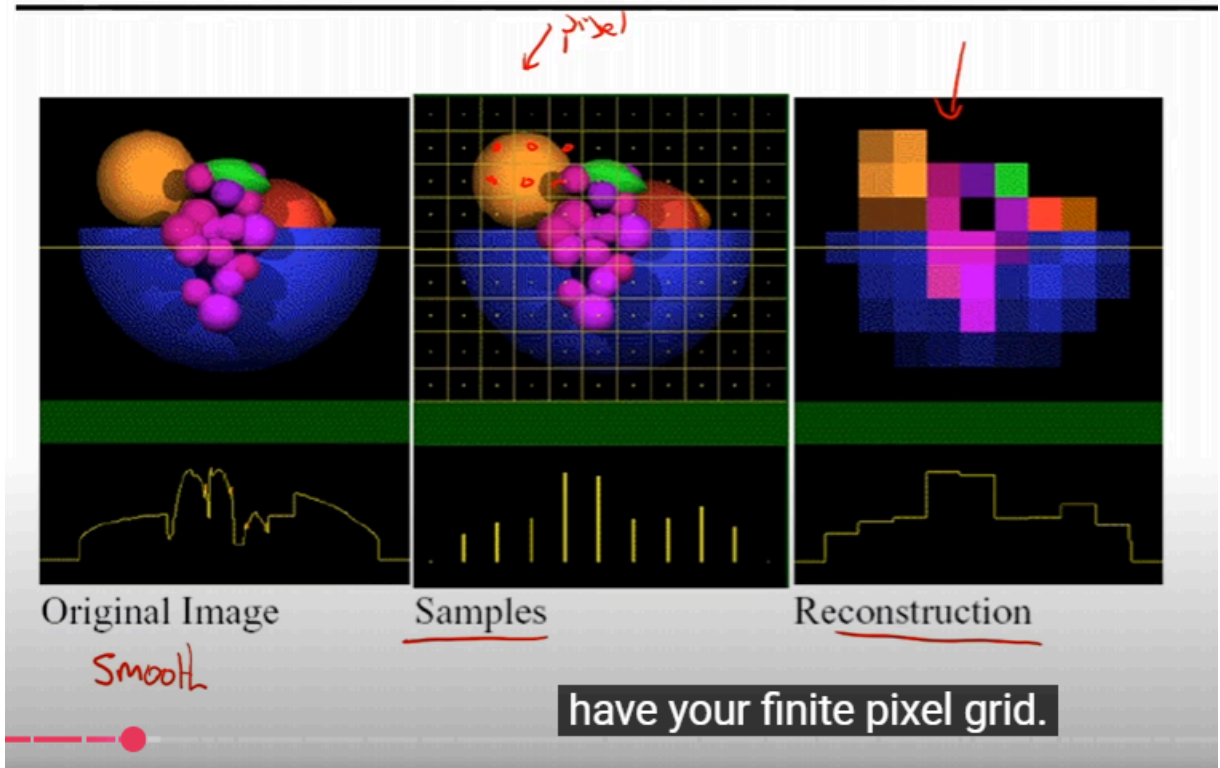 pixel
Original Image
Samples
Reconstruction
Smooth
have your finite pixel grid.